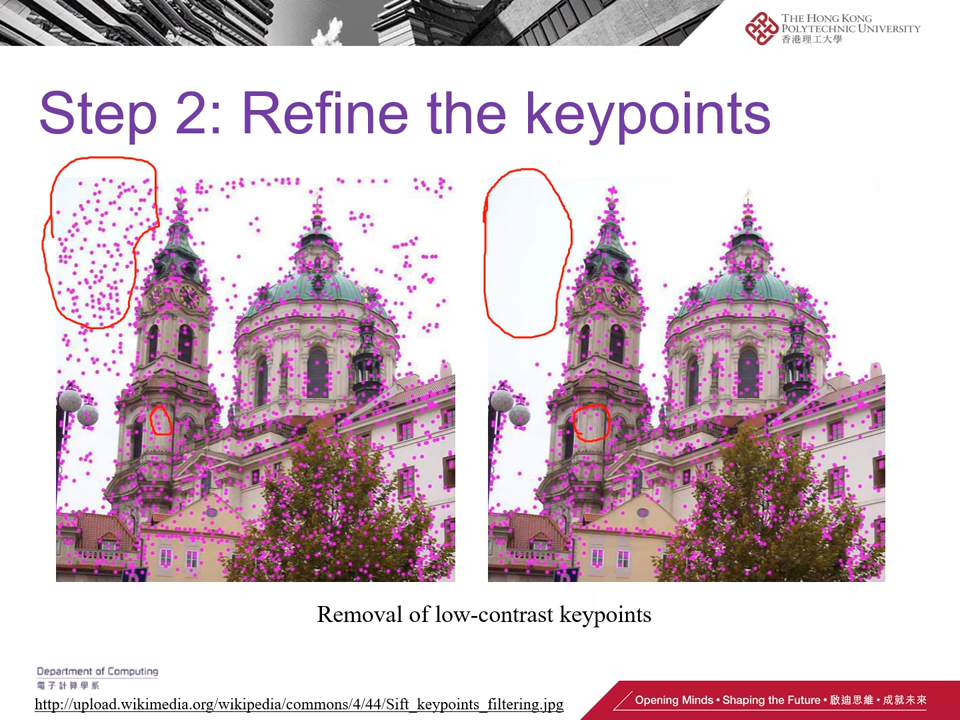 THE HONG KONG
POLYTECHNIC UNIVERSITY
香港理工大學
Step 2: Refine the keypoints
Removal of low-contrast keypoints
Department of Computing
電子計算學系
http://upload.wikimedia.org/wikipedia/commons/4/44/Sift_keypoints_filtering.jpg
Opening Minds • Shaping the Future • 啟迪思維 • 成就未來